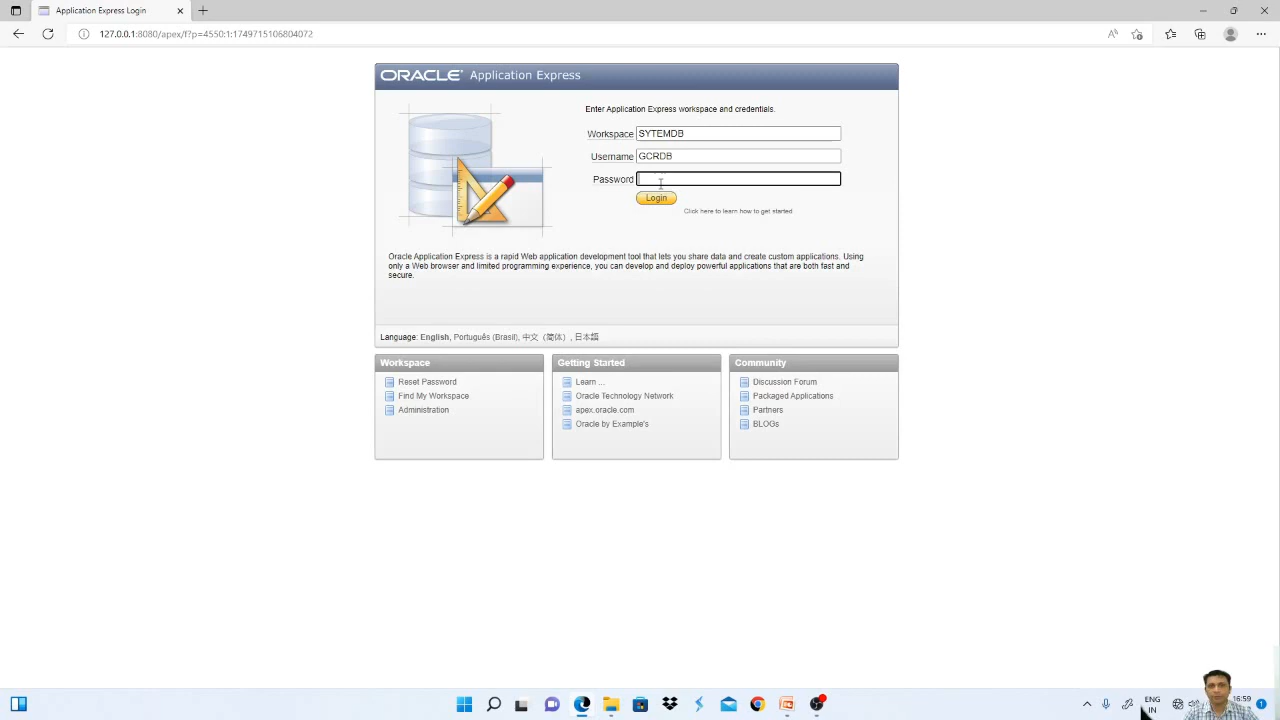 Application Express Login
127.0.0.1:8080/apex/f?p=4550:1:1749715106804072
ORACLE Application Express
Enter Application Express workspace and credentials.
Workspace SYTEMDB
Username GCRDB
Password
Login
Click here to learn how to get started
Oracle Application Express is a rapid Web application development tool that lets you share data and create custom applications. Using
only a Web browser and limited programming experience, you can develop and deploy powerful applications that are both fast and
secure.
Language: English, Português (Brasil), 中文 (简体) , 日本語
Workspace
Reset Password
Find My Workspace
Administration
Getting Started
Learn ...
Oracle Technology Network
apex.oracle.com
Oracle by Example's
Community
Discussion Forum
Packaged Applications
Partners
BLOGs
ENG
IN
16:59